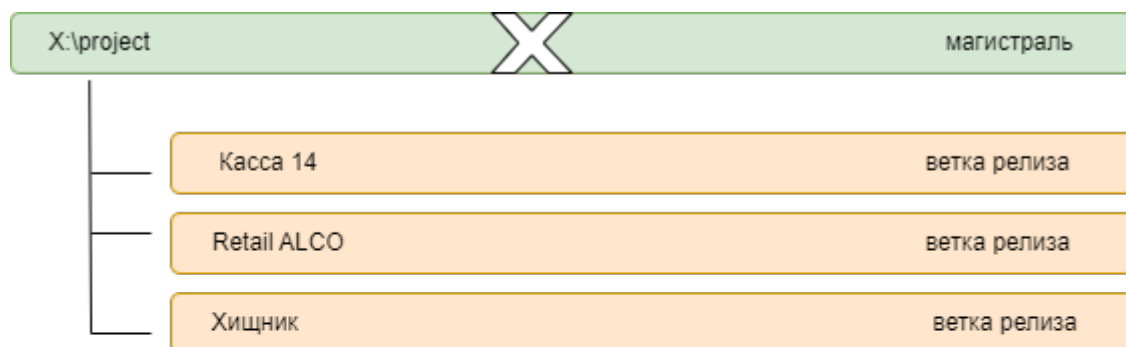 X:\project магистраль
Касса 14 ветка релиза
Retail ALCO ветка релиза
Хищник ветка релиза